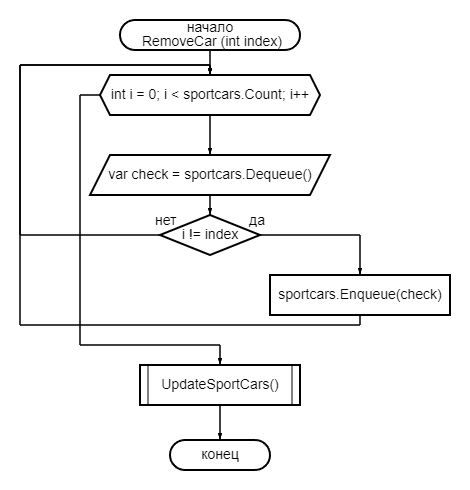 начало
RemoveCar (int index)
int i = 0; i < sportcars.Count; i++
var check = sportcars.Dequeue()
нет
да
i != index
sportcars.Enqueue(check)
UpdateSportCars()
конец